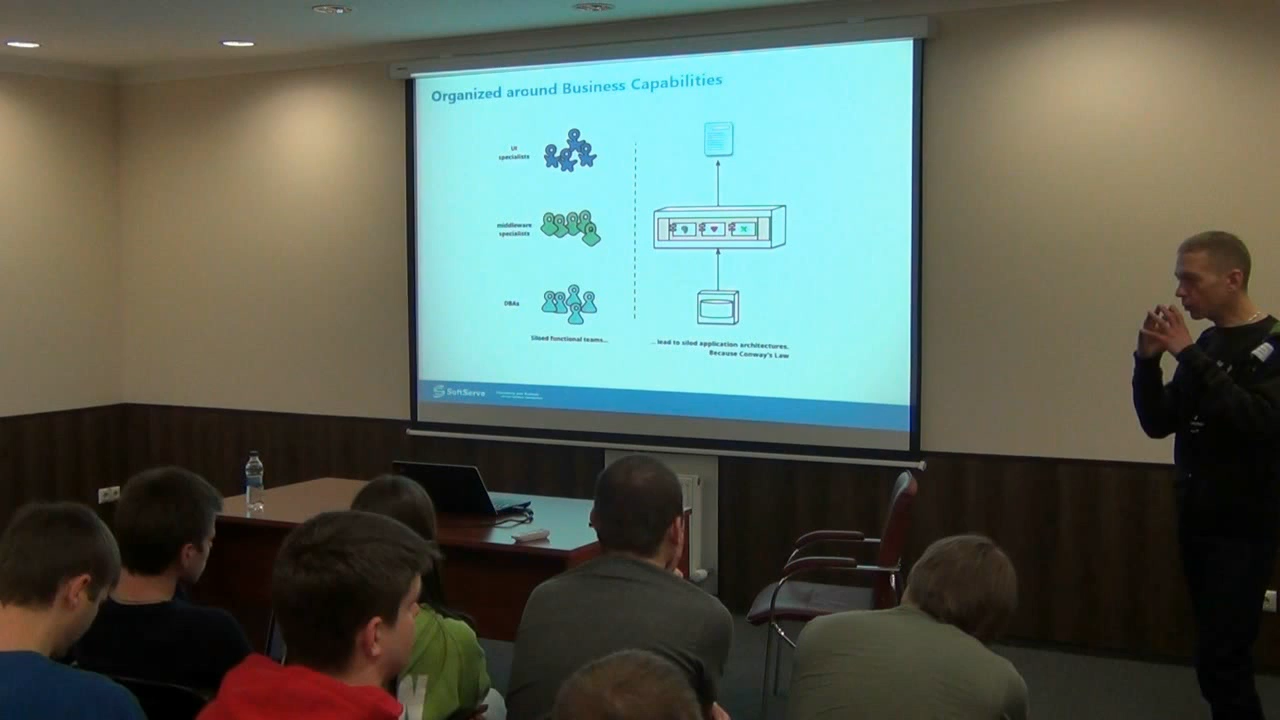 Organized around Business Capabilities
UI
specialists
middleware
specialists
DBAs
Siloed functional teams...
... lead to silod application architectures.
Because Conway's Law
SoftServe